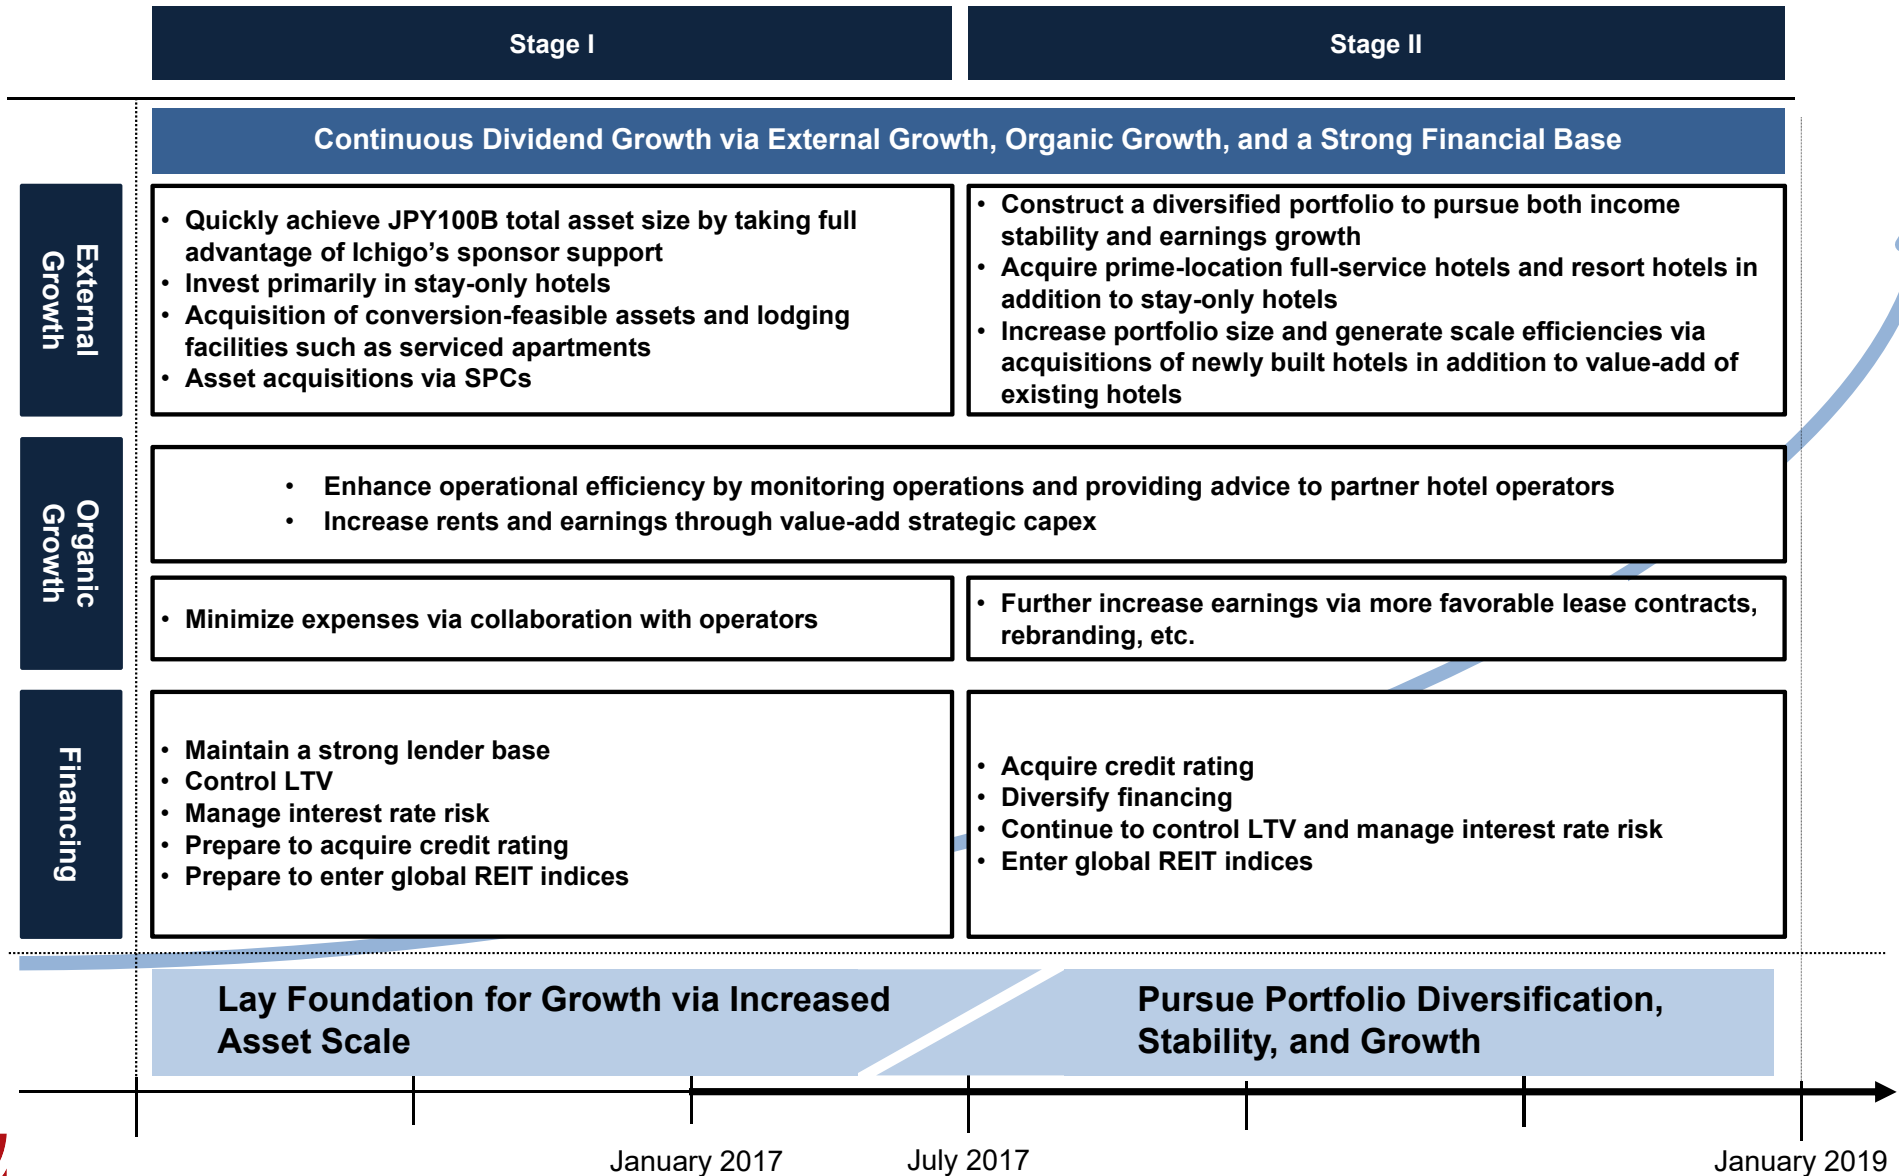 Stage I
Stage II
Continuous Dividend Growth via External Growth, Organic Growth, and a Strong Financial Base
External
Growth
• Quickly achieve JPY100B total asset size by taking full
advantage of Ichigo's sponsor support
• Invest primarily in stay-only hotels
• Acquisition of conversion-feasible assets and lodging
facilities such as serviced apartments
• Asset acquisitions via SPCs
• Construct a diversified portfolio to pursue both income
stability and earnings growth
• Acquire prime-location full-service hotels and resort hotels in
addition to stay-only hotels
• Increase portfolio size and generate scale efficiencies via
acquisitions of newly built hotels in addition to value-add of
existing hotels
Organic
Growth
• Enhance operational efficiency by monitoring operations and providing advice to partner hotel operators
• Increase rents and earnings through value-add strategic capex
• Minimize expenses via collaboration with operators
• Further increase earnings via more favorable lease contracts,
rebranding, etc.
Financing
• Maintain a strong lender base
• Control LTV
• Manage interest rate risk
• Prepare to acquire credit rating
• Prepare to enter global REIT indices
• Acquire credit rating
• Diversify financing
• Continue to control LTV and manage interest rate risk
• Enter global REIT indices
Lay Foundation for Growth via Increased
Asset Scale
Pursue Portfolio Diversification,
Stability, and Growth
January 2017
July 2017
January 2019